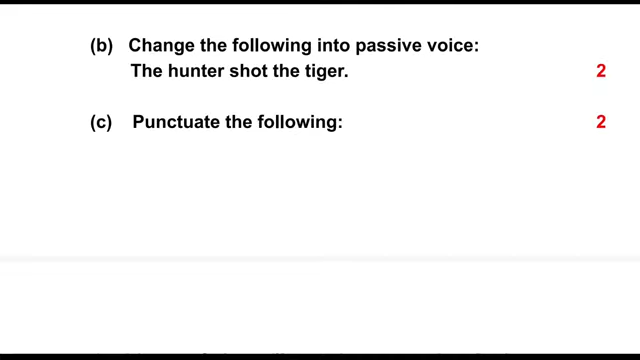 (b) Change the following into passive voice:
The hunter shot the tiger. 2
(c) Punctuate the following: 2